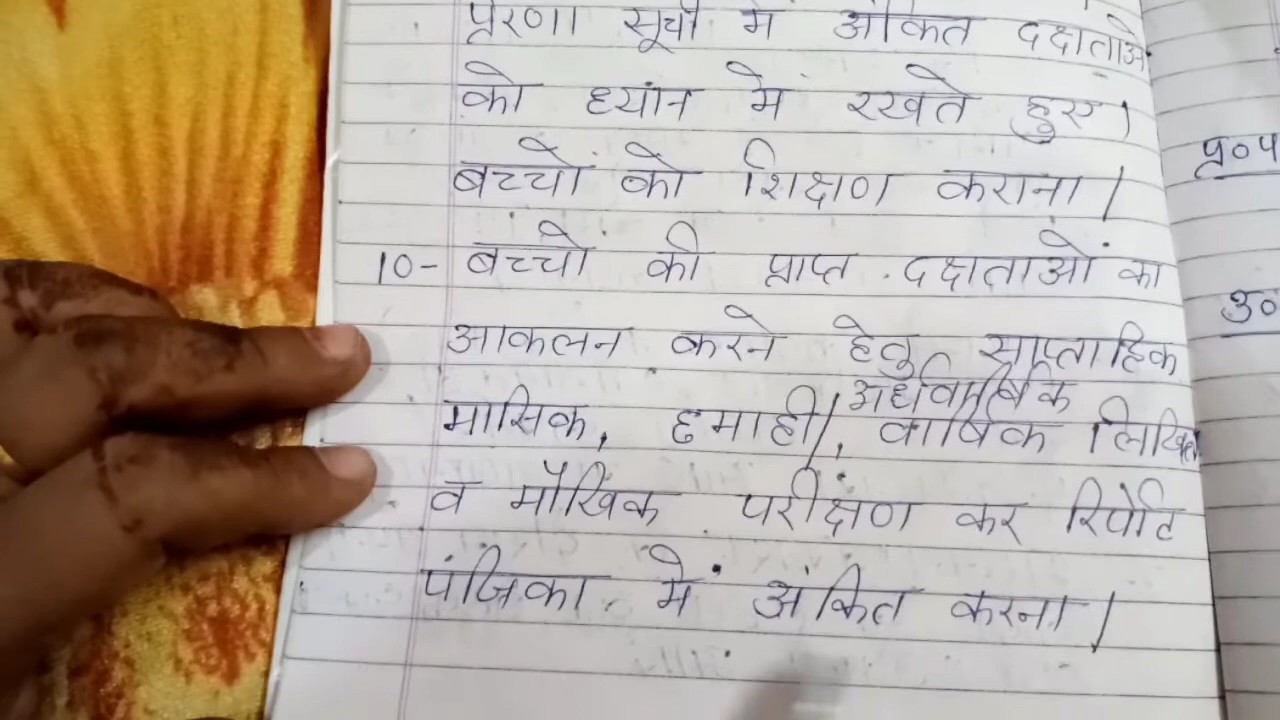 प्रेरणा सूची में अंकित दक्षताओं
को ध्यान में रखते हुए।
बच्चों को शिक्षण कराना।
10- बच्चों की प्राप्त दक्षताओं का
आकलन करने हेतु साप्ताहिक
अर्धवार्षिक
मासिक, छमाही/, वार्षिक लिखित
व मौखिक परीक्षण कर रिपोर्ट
पंजिका में अंकित करना।
प्र०५
उ०